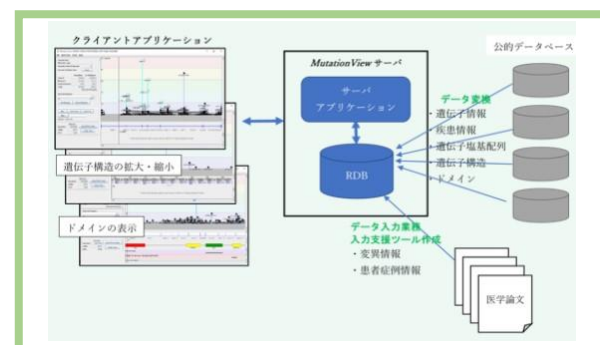 クライアントアプリケーション
遺伝子構造の拡大・縮小
ドメインの表示
MutationView サーバ
サーバ
アプリケーション
RDB
公的データベース
データ変換
・遺伝子情報
・疾患情報
・遺伝子塩基配列
・遺伝子構造
・ドメイン
データ入力業務
入力支援ツール作成
・変異情報
・患者症例情報
医学論文